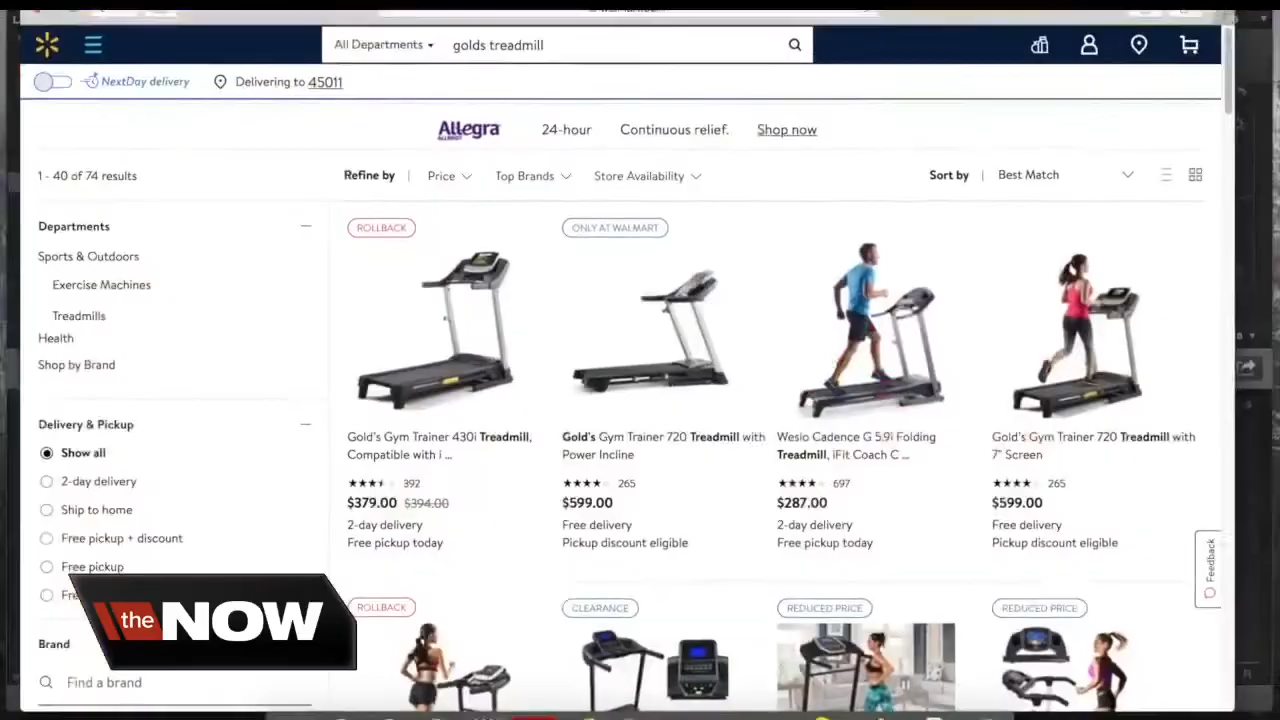 All Departments
golds treadmill
NextDay delivery
Delivering to 45011
Allegra
ALLERGY
24-hour
Continuous relief.
Shop now
1 - 40 of 74 results
Refine by
Price
Top Brands
Store Availability
Sort by
Best Match
Departments
Sports & Outdoors
Exercise Machines
Treadmills
Health
Shop by Brand
Delivery & Pickup
Show all
2-day delivery
Ship to home
Free pickup + discount
Free pickup
Brand
Find a brand
ROLLBACK
Gold's Gym Trainer 430i Treadmill,
Compatible with i ...
392
$379.00 $394.00
2-day delivery
Free pickup today
ONLY AT WALMART
Gold's Gym Trainer 720 Treadmill with
Power Incline
265
$599.00
Free delivery
Pickup discount eligible
Weslo Cadence G 5.9i Folding
Treadmill, iFit Coach C ...
697
$287.00
2-day delivery
Free pickup today
Gold's Gym Trainer 720 Treadmill with
7" Screen
265
$599.00
Free delivery
Pickup discount eligible
Feedback
ROLLBACK
CLEARANCE
REDUCED PRICE
REDUCED PRICE
the NOW